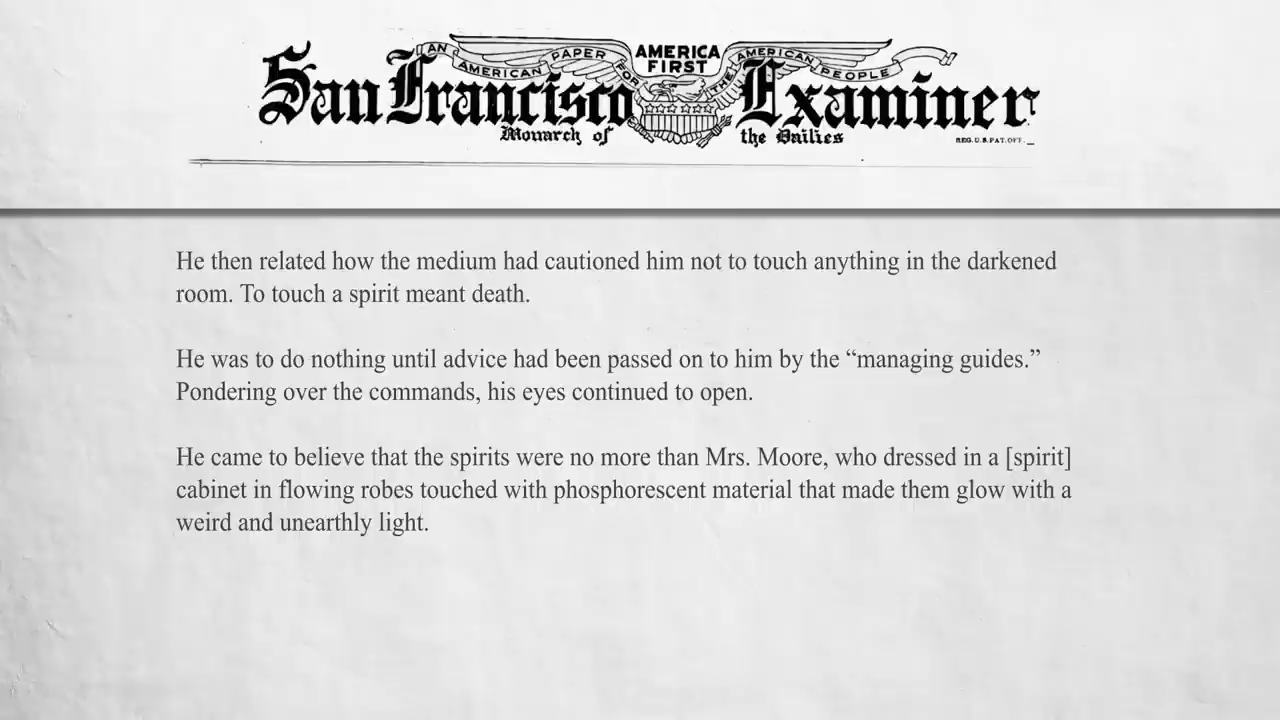 AN AMERICAN PAPER FOR THE AMERICAN PEOPLE
AMERICA FIRST
San Francisco Examiner
Monarch of the Dailies
REG.U.S.PAT.OFF.
He then related how the medium had cautioned him not to touch anything in the darkened
room. To touch a spirit meant death.
He was to do nothing until advice had been passed on to him by the “managing guides.”
Pondering over the commands, his eyes continued to open.
He came to believe that the spirits were no more than Mrs. Moore, who dressed in a [spirit]
cabinet in flowing robes touched with phosphorescent material that made them glow with a
weird and unearthly light.